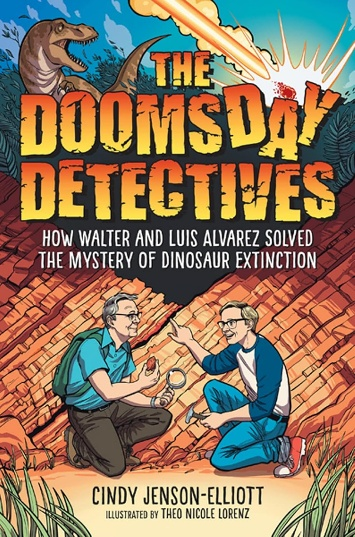 THE
DOOMSDAY
DETECTIVES
HOW WALTER AND LUIS ALVAREZ SOLVED
THE MYSTERY OF DINOSAUR EXTINCTION
CINDY JENSON-ELLIOTT
ILLUSTRATED BY THEO NICOLE LORENZ